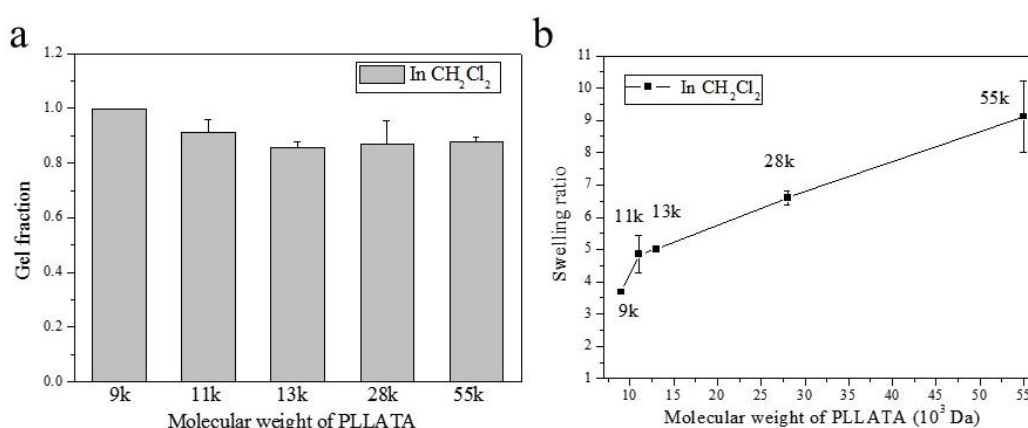 a
1.2
1.0
0.8
0.6
0.4
0.2
0.0
Gel fraction
In CH₂Cl₂
9k 11k 13k 28k 55k
Molecular weight of PLLATA
b
11
10
9
8
7
6
5
4
3
2
1
Swelling ratio
In CH₂Cl₂
55k
28k
11k 13k
9k
10 15 20 25 30 35 40 45 50 55
Molecular weight of PLLATA (10³ Da)